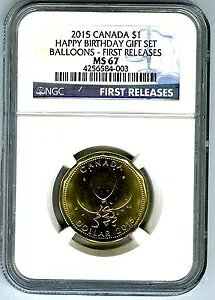 2015 CANADA $1
HAPPY BIRTHDAY GIFT SET
BALLOONS - FIRST RELEASES
MS 67
4256584-003
NGC
FIRST RELEASES
CANADA
DOLLAR 2015